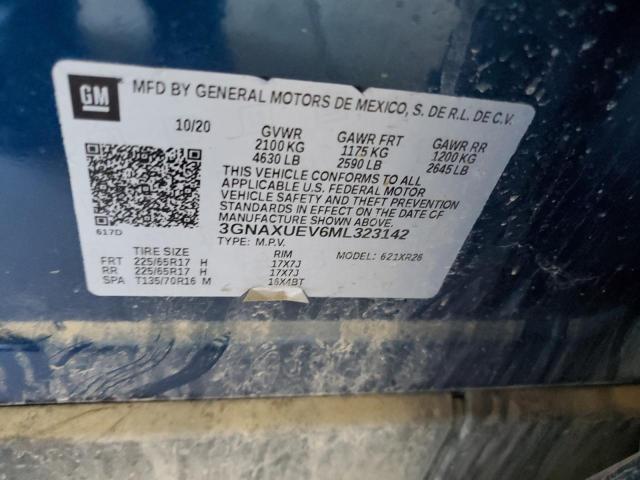 GM
MFD BY GENERAL MOTORS DE MEXICO, S. DE R.L. DE C.V.
10/20 GVWR GAWR FRT GAWR RR
2100 KG 1175 KG 1200 KG
4630 LB 2590 LB 2645 LB
THIS VEHICLE CONFORMS TO ALL
APPLICABLE U.S. FEDERAL MOTOR
VEHICLE SAFETY AND THEFT PREVENTION
STANDARDS IN EFFECT ON THE DATE OF
MANUFACTURE SHOWN ABOVE.
617D 3GNAXUEV6ML323142
TYPE: M.P.V. MODEL: 621XR26
TIRE SIZE RIM
FRT 225/65R17 H 17X7J
RR 225/65R17 H 17X7J
SPA T135/70R16 M 16X4BT